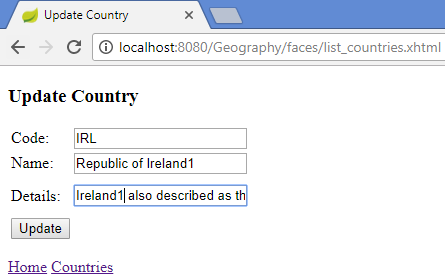 Update Country
localhost:8080/Geography/faces/list_countries.xhtml
Update Country
Code: IRL
Name: Republic of Ireland1
Details: Ireland1 also described as th
Update
Home Countries